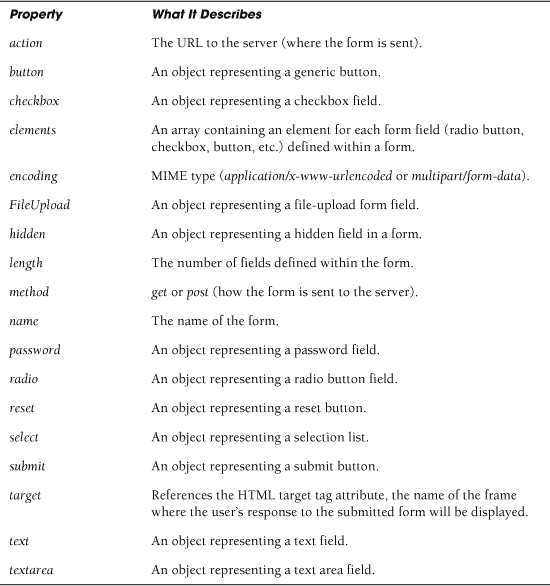 Property What It Describes
action The URL to the server (where the form is sent).
button An object representing a generic button.
checkbox An object representing a checkbox field.
elements An array containing an element for each form field (radio button,
checkbox, button, etc.) defined within a form.
encoding MIME type (application/x-www-urlencoded or multipart/form-data).
FileUpload An object representing a file-upload form field.
hidden An object representing a hidden field in a form.
length The number of fields defined within the form.
method get or post (how the form is sent to the server).
name The name of the form.
password An object representing a password field.
radio An object representing a radio button field.
reset An object representing a reset button.
select An object representing a selection list.
submit An object representing a submit button.
target References the HTML target tag attribute, the name of the frame
where the user's response to the submitted form will be displayed.
text An object representing a text field.
textarea An object representing a text area field.